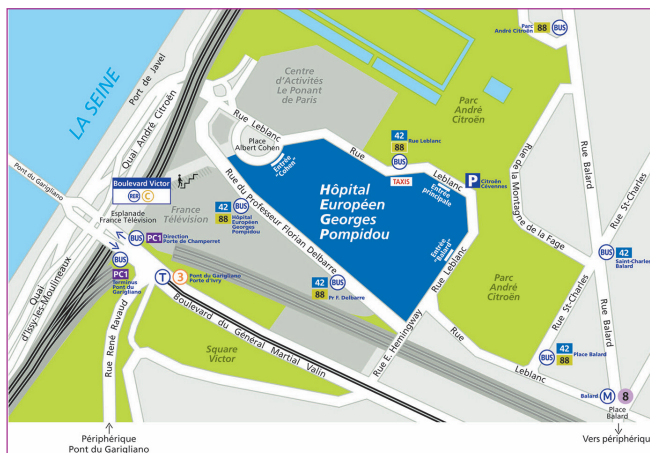 LA SEINE
Port de Javel
Quai André Citroën
Pont du Garigliano
Boulevard Victor
RER C
Esplanade
France Télévision
France
Télévision
Quai
d'Issy-les-Moulineaux
BUS PC1 Direction
Porte de Champerret
BUS
PC1
Terminus
Pont du
Garigliano
T 3 Pont du Garigliano
Porte d'Ivry
Rue René Ravaud
Boulevard du Général Martial Valin
Square
Victor
Périphérique
Pont du Garigliano
Centre
d'Activités
Le Ponant
de Paris
Rue Leblanc
Place
Albert Cohen
Entrée
"Cohen"
Rue du Professeur Florian Delbarre
42
88
BUS
Hôpital
Européen
Georges
Pompidou
42
88
BUS
Pr F. Delbarre
Hôpital
Européen
Georges
Pompidou
Rue
Leblanc
42
88
Rue Leblanc
BUS
TAXIS
Entrée
principale
P Citroën
Cévennes
Entrée
"Balard"
Rue Leblanc
Rue E. Hemingway
Parc
André
Citroën
Parc
André Citroën
88
BUS
Rue de la Montagne de la Fage
Rue Balard
Rue St-Charles
BUS
42
Saint-Charles
Balard
Parc
André
Citroën
Rue St-Charles
Rue Balard
Rue
Leblanc
42
88
BUS
Place Balard
Balard M 8
Place
Balard
Vers périphérique